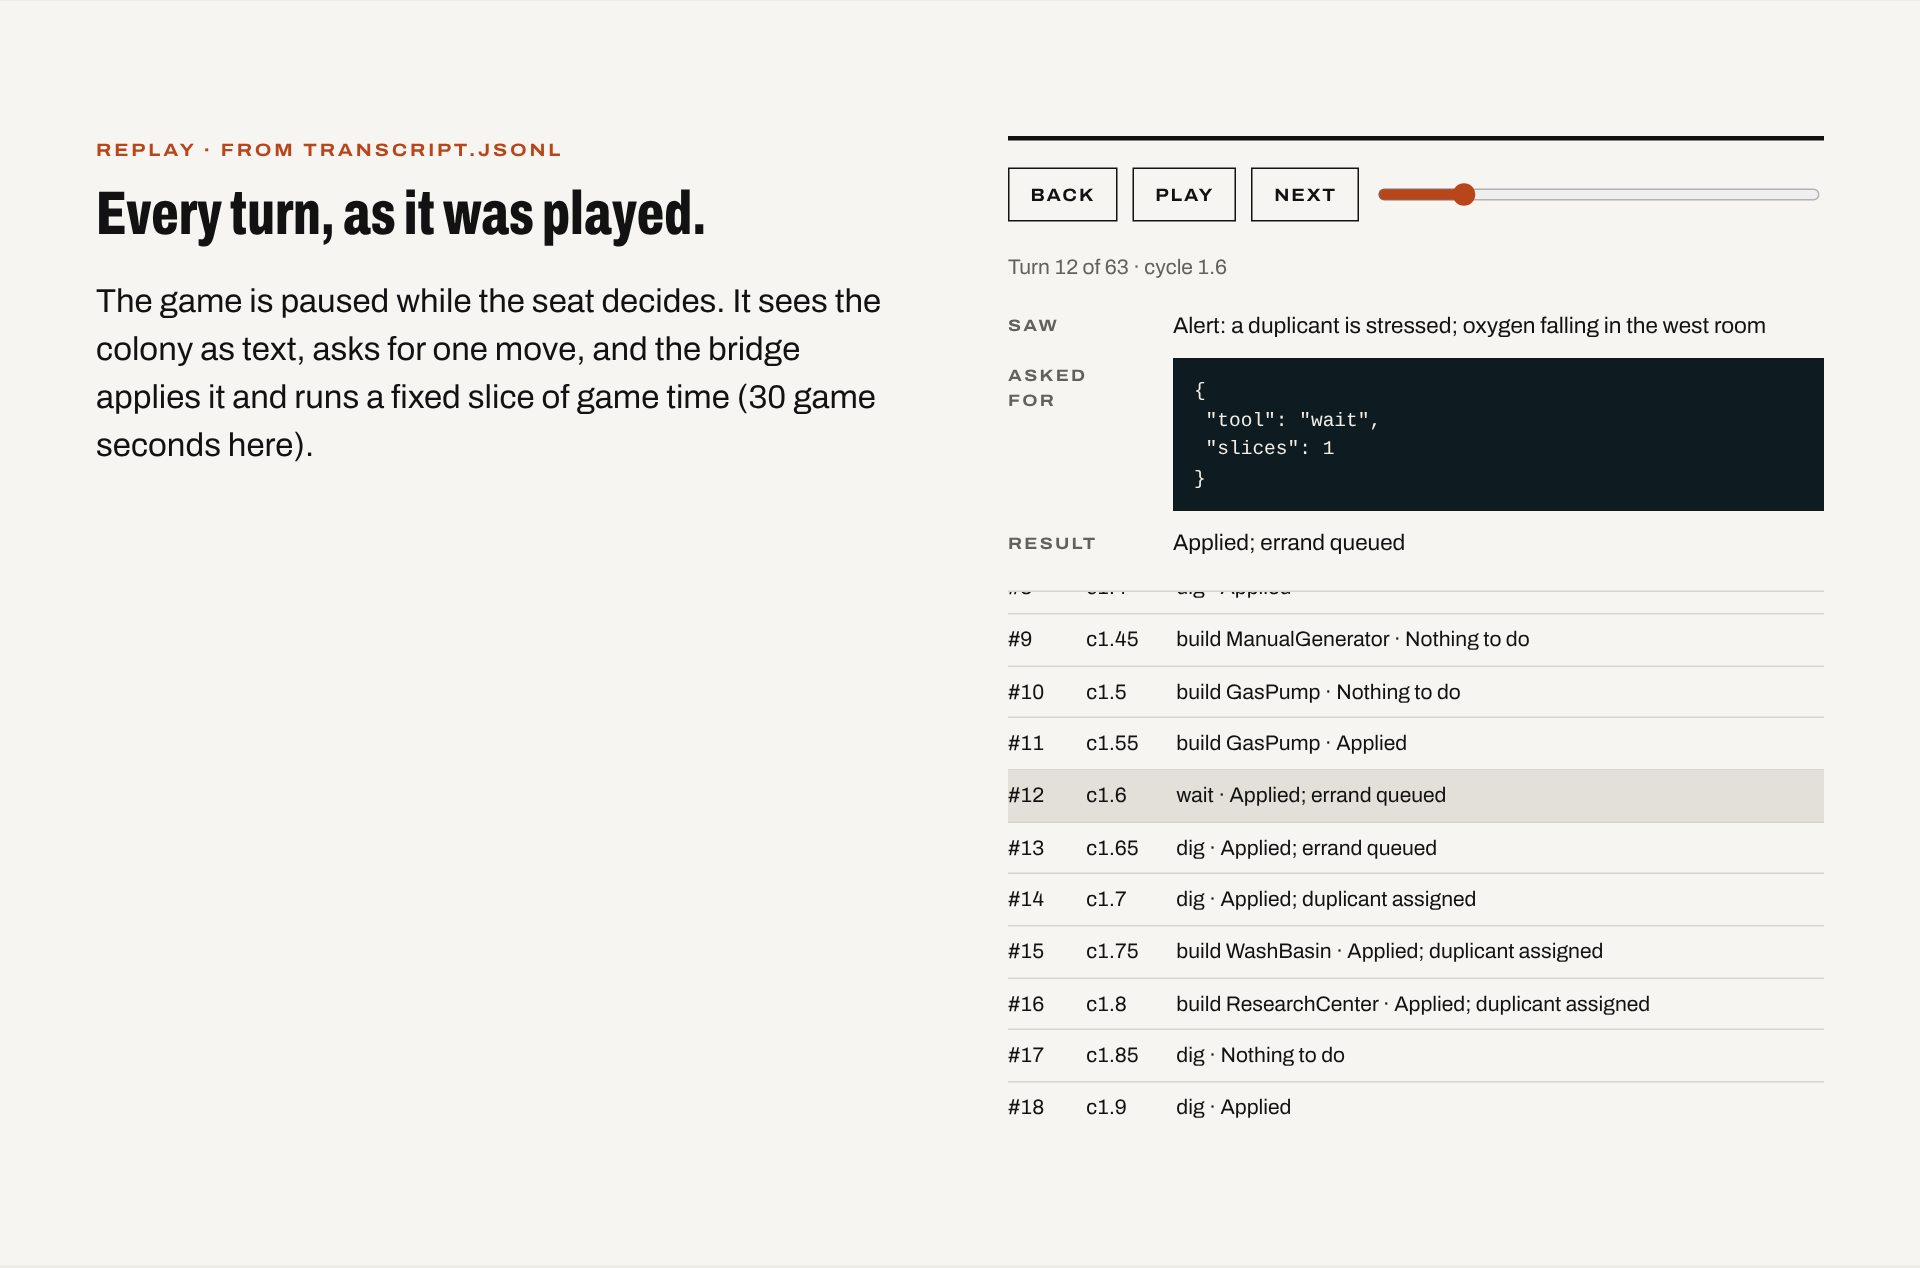 REPLAY · FROM TRANSCRIPT.JSONL
Every turn, as it was played.
The game is paused while the seat decides. It sees the
colony as text, asks for one move, and the bridge
applies it and runs a fixed slice of game time (30 game
seconds here).
BACK PLAY NEXT
Turn 12 of 63 · cycle 1.6
SAW Alert: a duplicant is stressed; oxygen falling in the west room
ASKED
FOR
{
"tool": "wait",
"slices": 1
}
RESULT Applied; errand queued
dig · Applied
#9 c1.45 build ManualGenerator · Nothing to do
#10 c1.5 build GasPump · Nothing to do
#11 c1.55 build GasPump · Applied
#12 c1.6 wait · Applied; errand queued
#13 c1.65 dig · Applied; errand queued
#14 c1.7 dig · Applied; duplicant assigned
#15 c1.75 build WashBasin · Applied; duplicant assigned
#16 c1.8 build ResearchCenter · Applied; duplicant assigned
#17 c1.85 dig · Nothing to do
#18 c1.9 dig · Applied